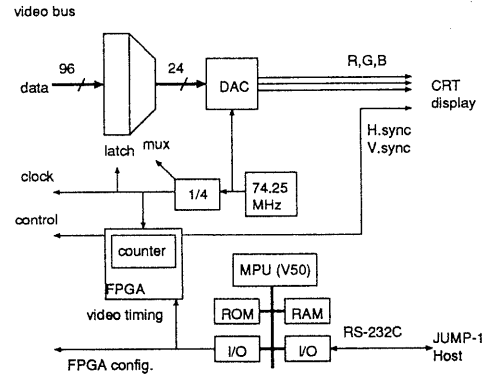 video bus
96
24
R,G,B
data
DAC
CRT
display
H.sync
V.sync
latch
mux
clock
1/4
74.25
MHz
control
counter
FPGA
video timing
MPU (V50)
ROM
RAM
RS-232C
I/O
I/O
JUMP-1
Host
FPGA config.